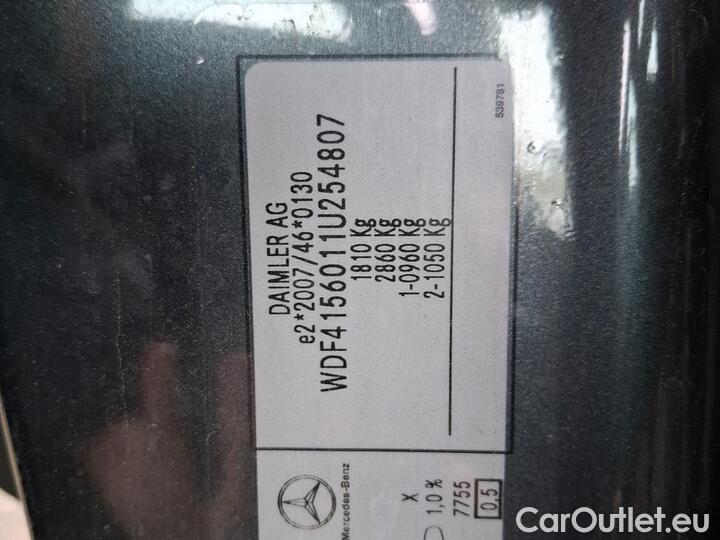 DAIMLER AG
e2*2007/46*0130
WDF4156011U254807
1810 Kg
2860 Kg
1-0960 Kg
2-1050 Kg
539781
Mercedes-Benz
X
1,0%
7755
0,5
CarOutlet.eu